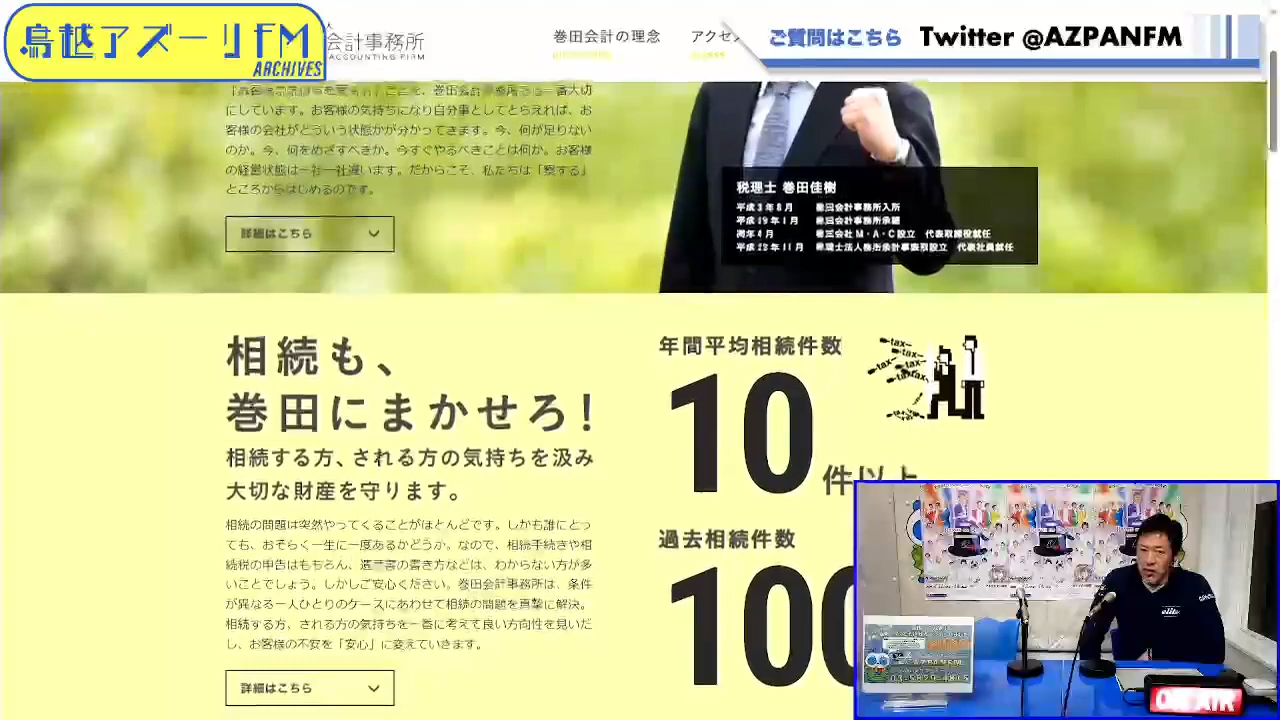 鳥越アズーリFM
ARCHIVES
会計事務所
ACCOUNTING FIRM
巻田会計の理念
アクセ
ご質問はこちら
Twitter @AZPANFM
にしています。お客様の気持ちになり自分事としてとらえれば、お
客様の会社がどういう状態かが分かってきます。今、何が足りない
のか。今、何をめざすべきか。今すぐやるべきことは何か。お客様
の経営状態は一社一社違います。だからこそ、私たちは「察する」
ところからはじめるのです。
詳細はこちら
税理士 巻田佳樹
平成3年8月 巻田会計事務所入所
平成19年1月 巻田会計事務所承継
同年4月 株式会社M・A・C設立 代表取締役就任
相続も、
巻田にまかせろ!
相続する方、される方の気持ちを汲み
大切な財産を守ります。
相続の問題は突然やってくることがほとんどです。しかも誰にとっ
ても、おそらく一生に一度あるかどうか。なので、相続手続きや相
続税の申告はもちろん、遺言書の書き方などは、わからない方が多
いことでしょう。しかしご安心ください。巻田会計事務所は、条件
が異なる一人ひとりのケースにあわせて相続の問題を真摯に解決。
相続する方、される方の気持ちを一番に考えて良い方向性を見いだ
し、お客様の不安を「安心」に変えていきます。
詳細はこちら
年間平均相続件数
10
件以上
-tax-
-tax-
-tax-
過去相続件数
100
elite
AZPANFM
03-5829-4805
ON AIR